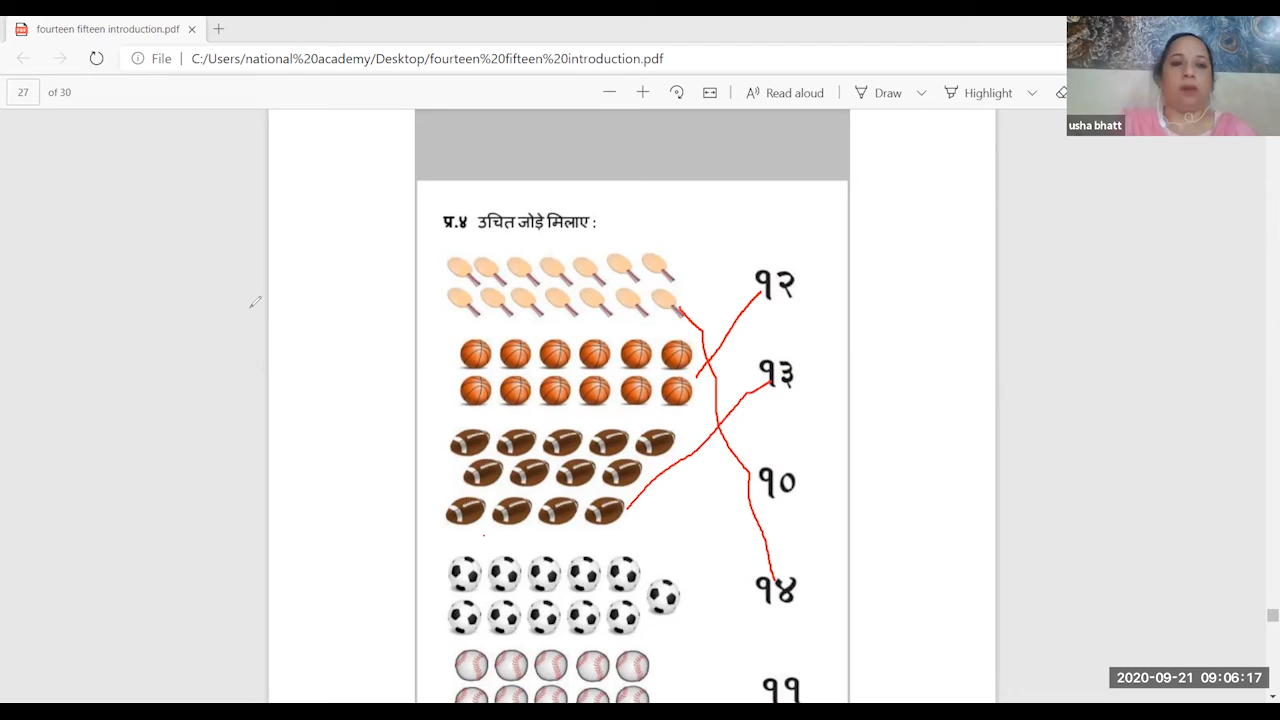 fourteen fifteen introduction.pdf
File | C:/Users/national%20academy/Desktop/fourteen%20fifteen%20introduction.pdf
27 of 30
Read aloud
Draw
Highlight
usha bhatt
प्र.४ उचित जोड़े मिलाए :
१२
१३
१०
१४
११
2020-09-21 09:06:17